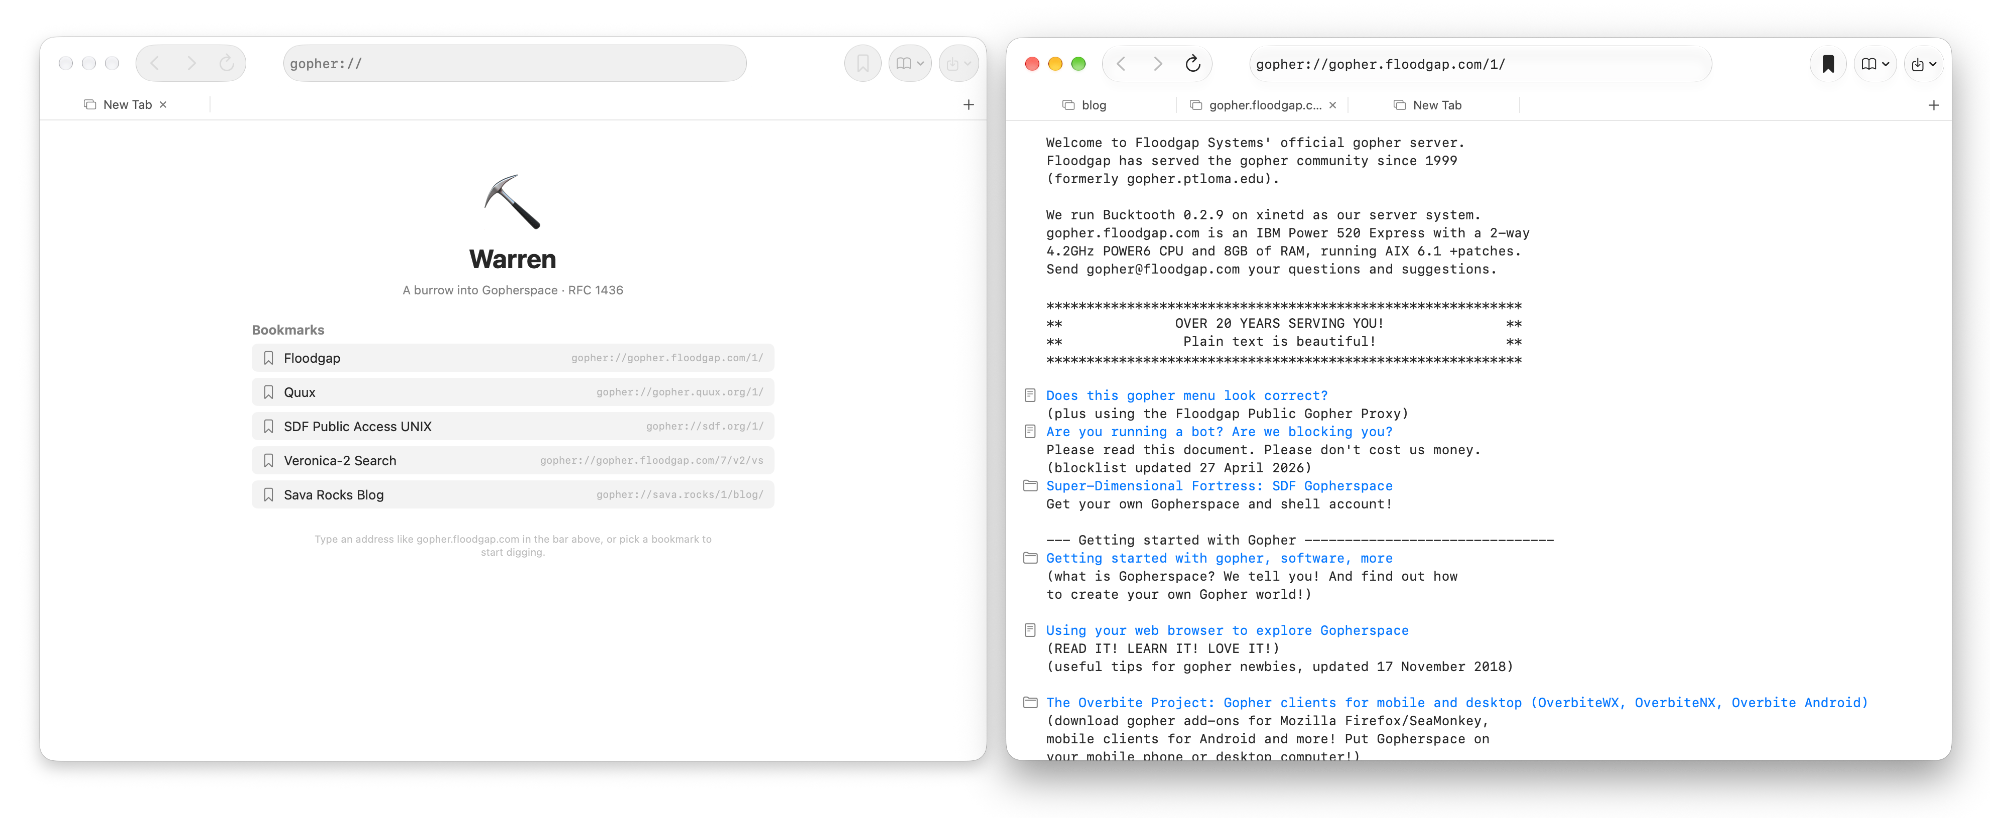 gopher://
New Tab
Warren
A burrow into Gopherspace · RFC 1436
Bookmarks
Floodgap gopher://gopher.floodgap.com/1/
Quux gopher://gopher.quux.org/1/
SDF Public Access UNIX gopher://sdf.org/1/
Veronica-2 Search gopher://gopher.floodgap.com/7/v2/vs
Sava Rocks Blog gopher://sava.rocks/1/blog/
Type an address like gopher.floodgap.com in the bar above, or pick a bookmark to
start digging.
gopher://gopher.floodgap.com/1/
blog gopher.floodgap.c... New Tab
Welcome to Floodgap Systems' official gopher server.
Floodgap has served the gopher community since 1999
(formerly gopher.ptloma.edu).
We run Bucktooth 0.2.9 on xinetd as our server system.
gopher.floodgap.com is an IBM Power 520 Express with a 2-way
4.2GHz POWER6 CPU and 8GB of RAM, running AIX 6.1 +patches.
Send gopher@floodgap.com your questions and suggestions.
***********************************************************
** OVER 20 YEARS SERVING YOU! **
** Plain text is beautiful! **
***********************************************************
Does this gopher menu look correct?
(plus using the Floodgap Public Gopher Proxy)
Are you running a bot? Are we blocking you?
Please read this document. Please don't cost us money.
(blocklist updated 27 April 2026)
Super-Dimensional Fortress: SDF Gopherspace
Get your own Gopherspace and shell account!
--- Getting started with Gopher -------------------------------
Getting started with gopher, software, more
(what is Gopherspace? We tell you! And find out how
to create your own Gopher world!)
Using your web browser to explore Gopherspace
(READ IT! LEARN IT! LOVE IT!)
(useful tips for gopher newbies, updated 17 November 2018)
The Overbite Project: Gopher clients for mobile and desktop (OverbiteWX, OverbiteNX, Overbite Android)
(download gopher add-ons for Mozilla Firefox/SeaMonkey,
mobile clients for Android and more! Put Gopherspace on
your mobile phone or desktop computer!)